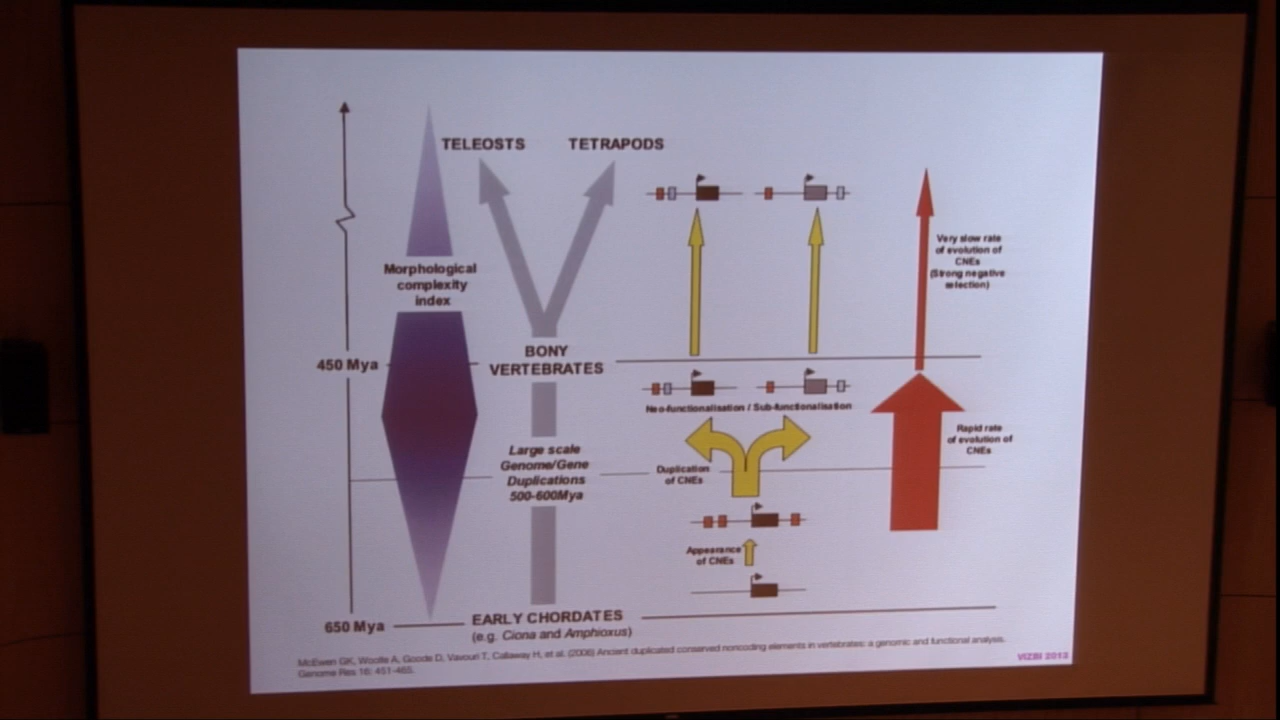 TELEOSTS
TETRAPODS
Morphological
complexity
index
Very slow rate
of evolution of
CNEs
(Strong negative
selection)
450 Mya
BONY
VERTEBRATES
Neo-functionalisation / Sub-functionalisation
Large scale
Genome/Gene
Duplications
500-600Mya
Duplication
of CNEs
Rapid rate
of evolution of
CNEs
Appearance
of CNEs
650 Mya
EARLY CHORDATES
(e.g. Ciona and Amphioxus)
McEwen GK, Woolfe A, Goode D, Vavouri T, Callaway H, et al. (2006) Ancient duplicated conserved noncoding elements in vertebrates: a genomic and functional analysis.
Genome Res 16: 451-465.
VIZBI 2013